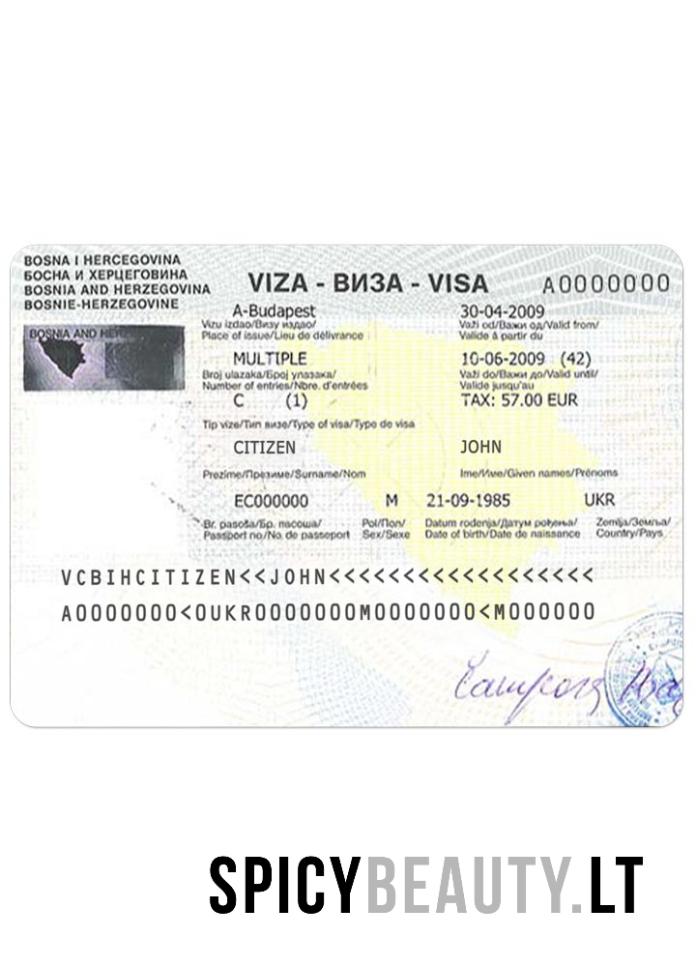 BOSNA I HERCEGOVINA
БОСНА И ХЕРЦЕГОВИНА
BOSNIA AND HERZEGOVINA
BOSNIE-HERZEGOVINE
VIZA - ВИЗА - VISA
A0000000
BOSNIA AND
A-Budapest 30-04-2009
Vizu izdao/Визу издао/ Važi od/Важи од/Valid from/
Place of issue/Lieu de délivrance Valide à partir du
MULTIPLE 10-06-2009 (42)
Broj ulazaka/Број улазака/ Važi do/Важи до/Valid until/
Number of entries/Nbre. d'entrées Valide jusqu'au
C (1) TAX: 57.00 EUR
Tip vize/Тип визе/Type of visa/Type de visa
CITIZEN JOHN
Prezime/Презиме/Surname/Nom Ime/Име/Given names/Prénoms
EC000000 M 21-09-1985 UKR
Br. pasoša/Бр. пасоша/ Pol/Пол/ Datum rođenja/Датум рођења/ Zemlja/Земља/
Passport no/No. de passeport Sex/Sexe Date of birth/Date de naissance Country/Pays
VCBIHCITIZEN<<JOHN<<<<<<<<<<<<<<<<<<
A0000000<0UKR0000000M0000000<M000000
SPICYBEAUTY.LT